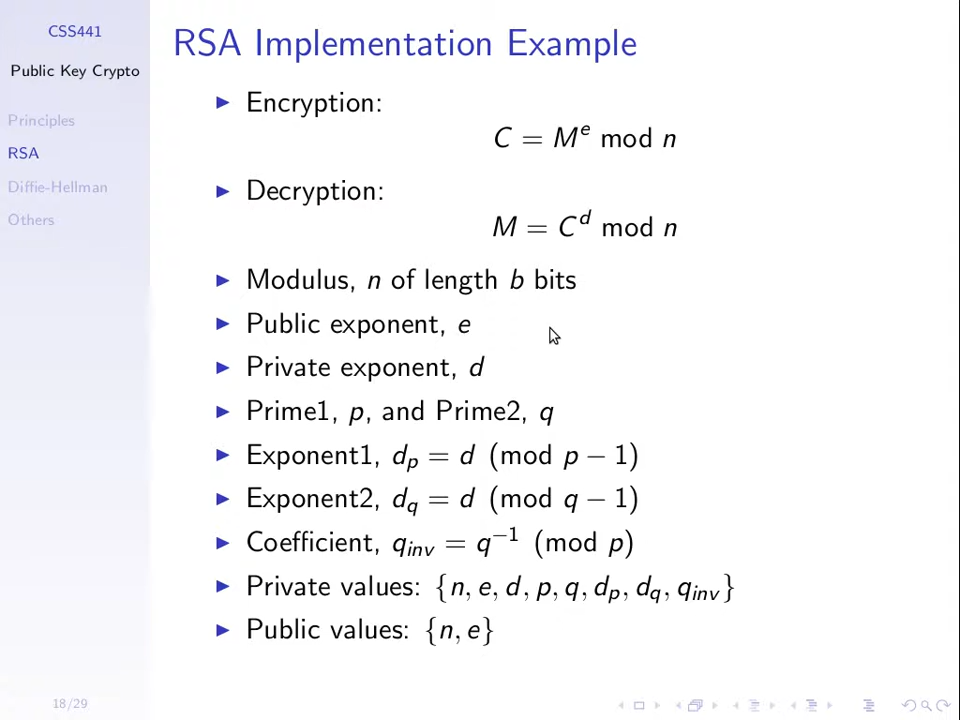 CSS441
Public Key Crypto
Principles
RSA
Diffie-Hellman
Others
RSA Implementation Example
▶ Encryption:
C = M^e mod n
▶ Decryption:
M = C^d mod n
▶ Modulus, n of length b bits
▶ Public exponent, e
▶ Private exponent, d
▶ Prime1, p, and Prime2, q
▶ Exponent1, d_p = d (mod p − 1)
▶ Exponent2, d_q = d (mod q − 1)
▶ Coefficient, q_inv = q^−1 (mod p)
▶ Private values: {n, e, d, p, q, d_p, d_q, q_inv}
▶ Public values: {n, e}
18/29